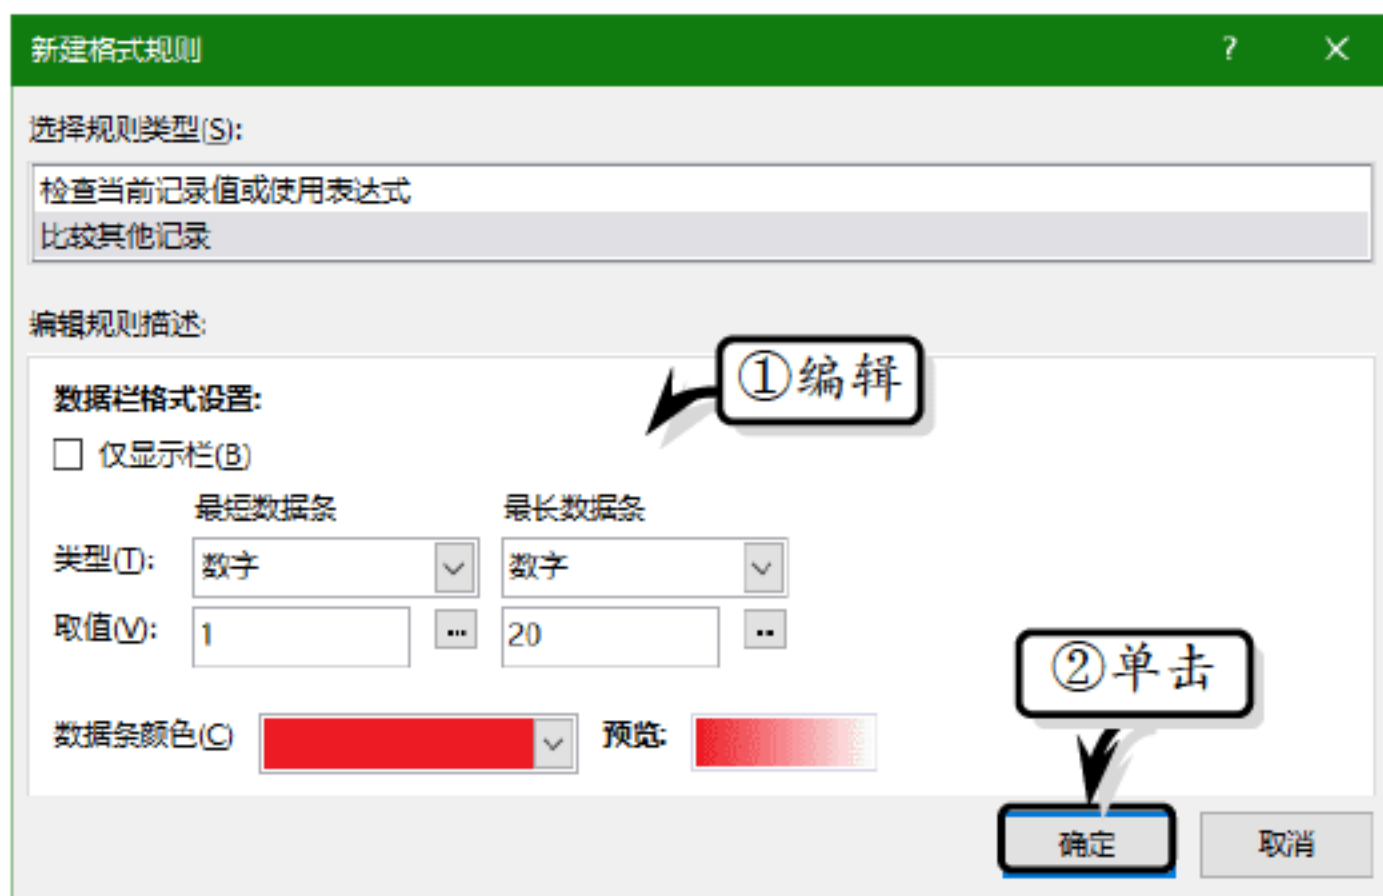 新建格式规则 ? ×
选择规则类型(S):
检查当前记录值或使用表达式
比较其他记录
编辑规则描述:
①编辑
数据栏格式设置:
仅显示栏(B)
最短数据条 最长数据条
类型(T): 数字 数字
取值(V): 1 ... 20 ..
②单击
数据条颜色(C) 预览:
确定 取消